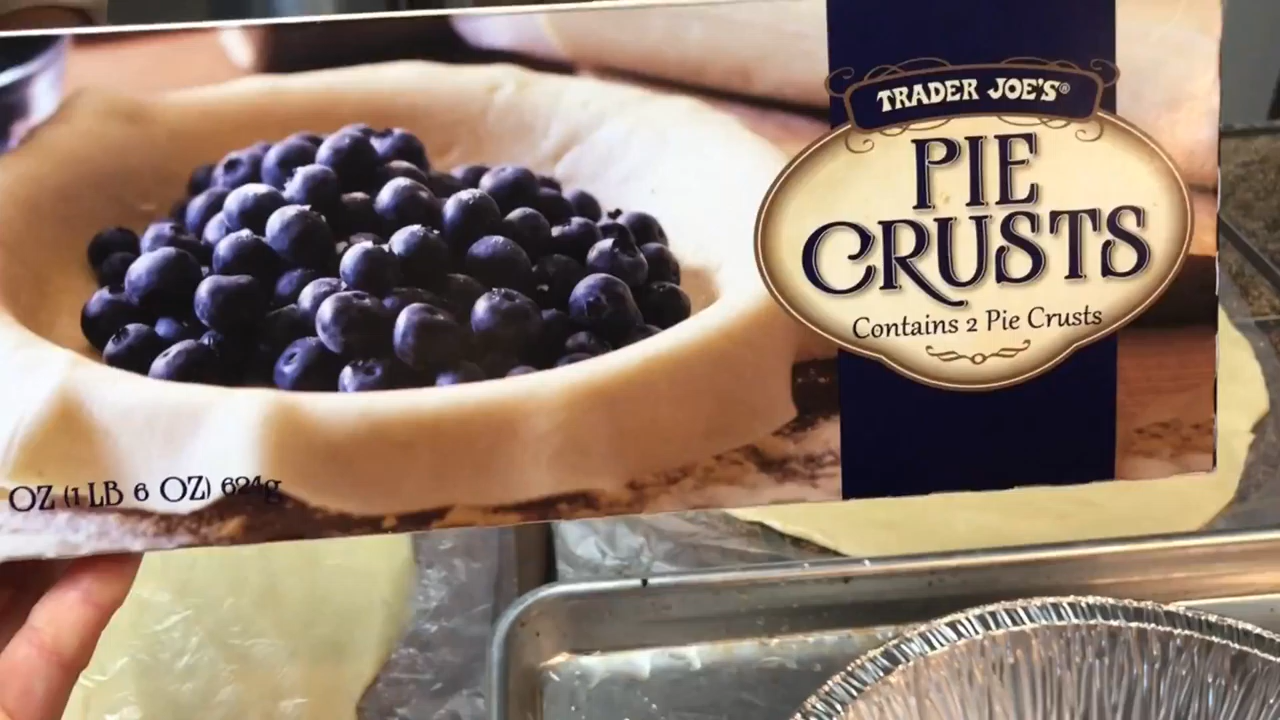 TRADER JOE'S®
PIE
CRUSTS
Contains 2 Pie Crusts
OZ (1 LB 6 OZ) 624g